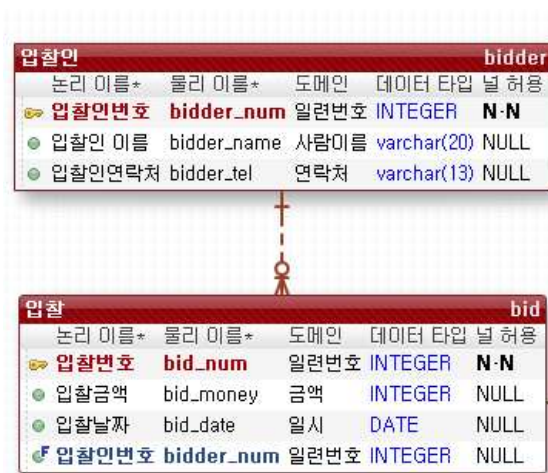 입찰인 bidder
논리 이름* 물리 이름* 도메인 데이터 타입 널 허용
입찰인번호 bidder_num 일련번호 INTEGER N·N
입찰인 이름 bidder_name 사람이름 varchar(20) NULL
입찰인연락처 bidder_tel 연락처 varchar(13) NULL
입찰 bid
논리 이름* 물리 이름* 도메인 데이터 타입 널 허용
입찰번호 bid_num 일련번호 INTEGER N·N
입찰금액 bid_money 금액 INTEGER NULL
입찰날짜 bid_date 일시 DATE NULL
F 입찰인번호 bidder_num 일련번호 INTEGER NULL